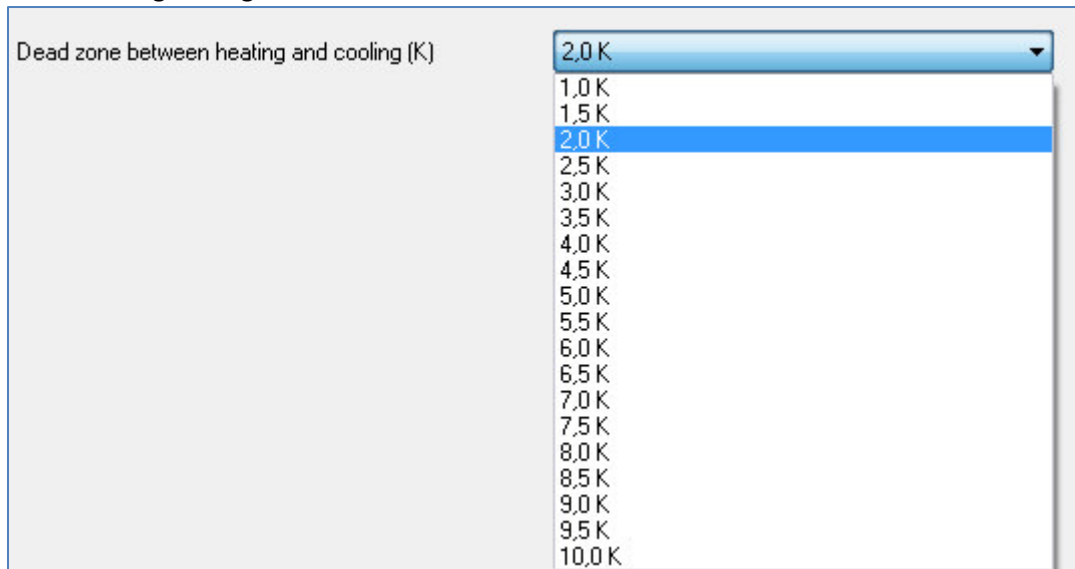 Dead zone between heating and cooling (K)
2,0 K
1,0 K
1,5 K
2,0 K
2,5 K
3,0 K
3,5 K
4,0 K
4,5 K
5,0 K
5,5 K
6,0 K
6,5 K
7,0 K
7,5 K
8,0 K
8,5 K
9,0 K
9,5 K
10,0 K